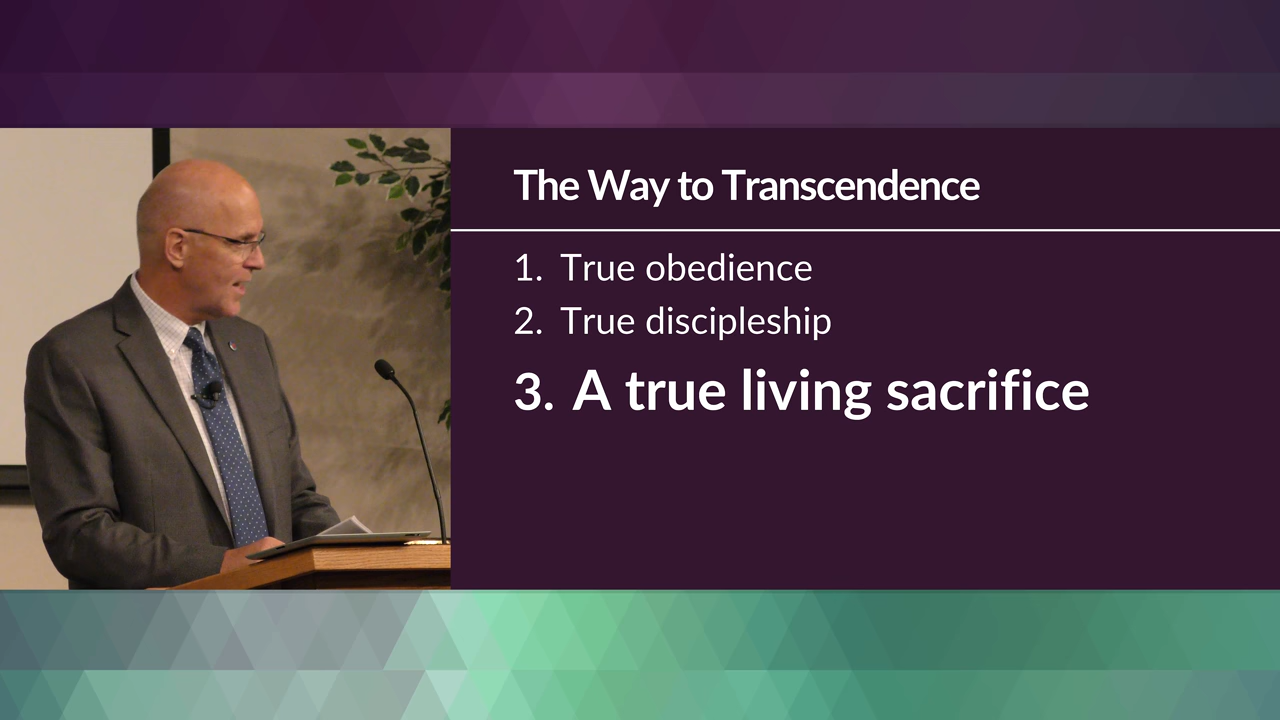 The Way to Transcendence
1. True obedience
2. True discipleship
3. A true living sacrifice